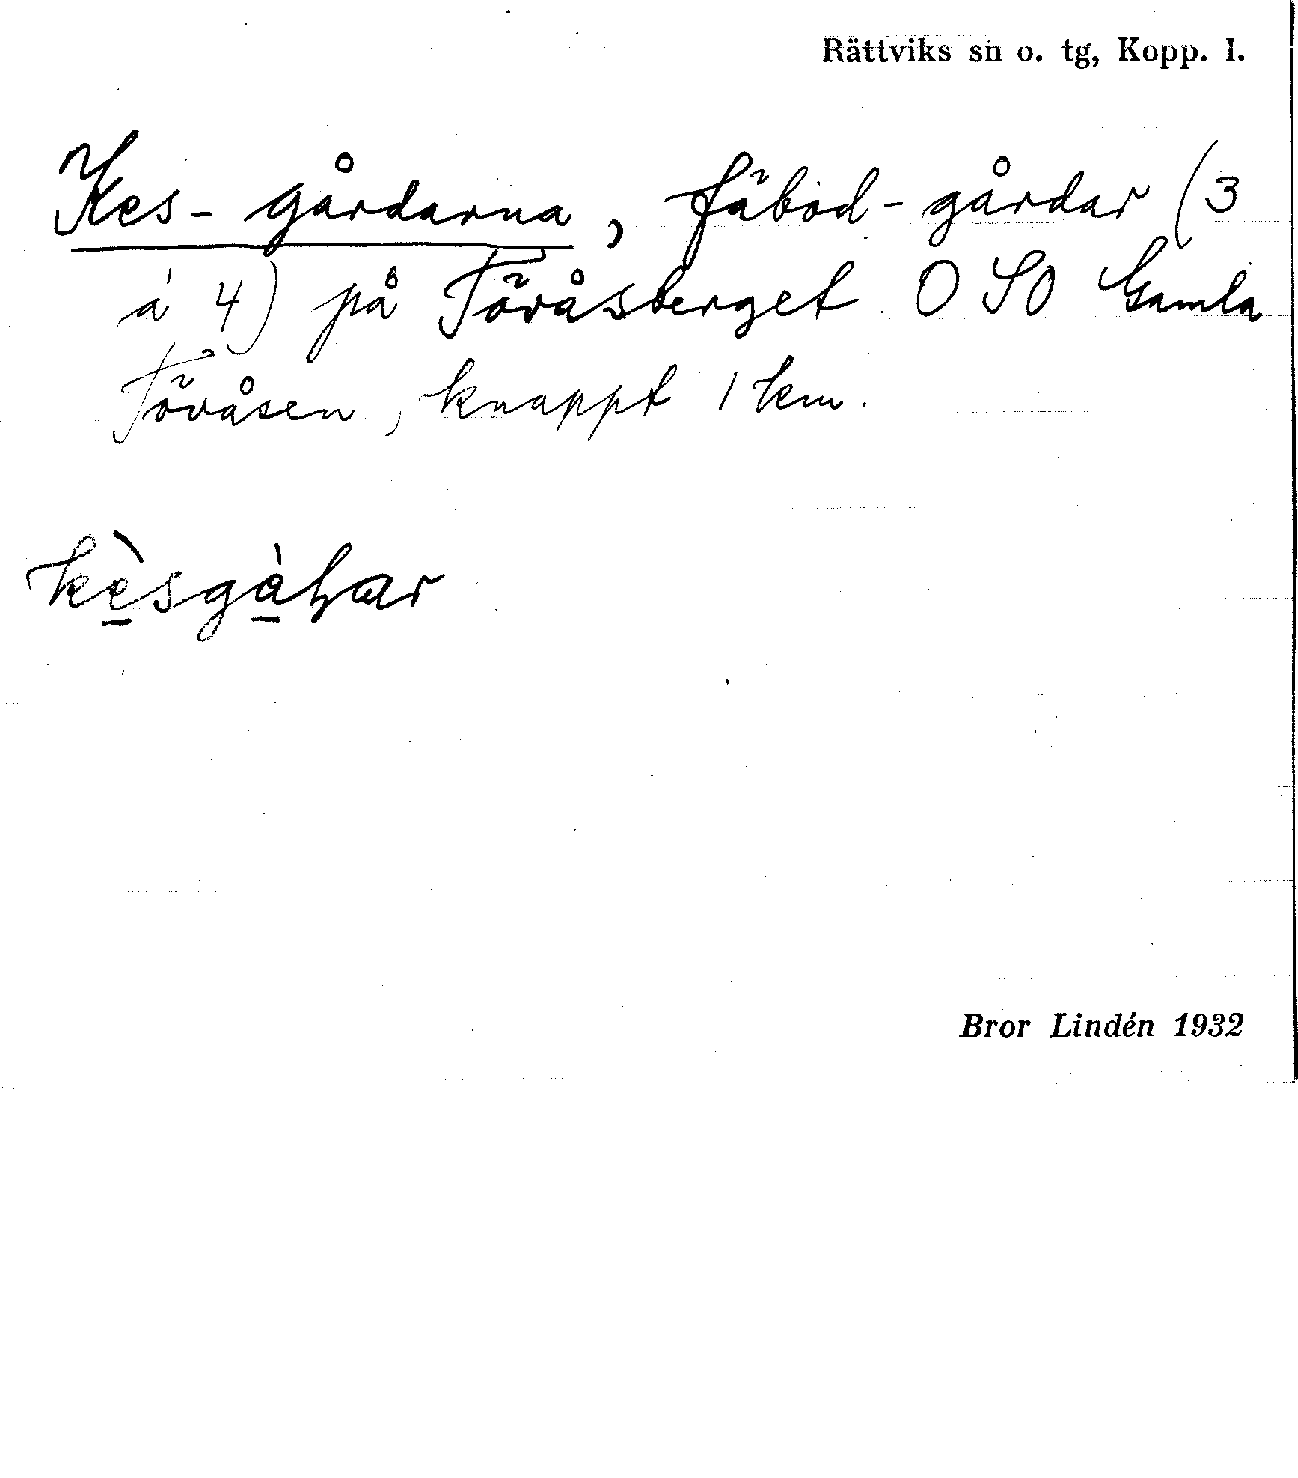 Rättviks sn o. tg, Kopp. l.
Kes-gårdarna, fäbod-gårdar (3
à 4) på Tövåsberget OSO Gamla
Tövåsen, knappt 1 km.
Bror Lindén 1932